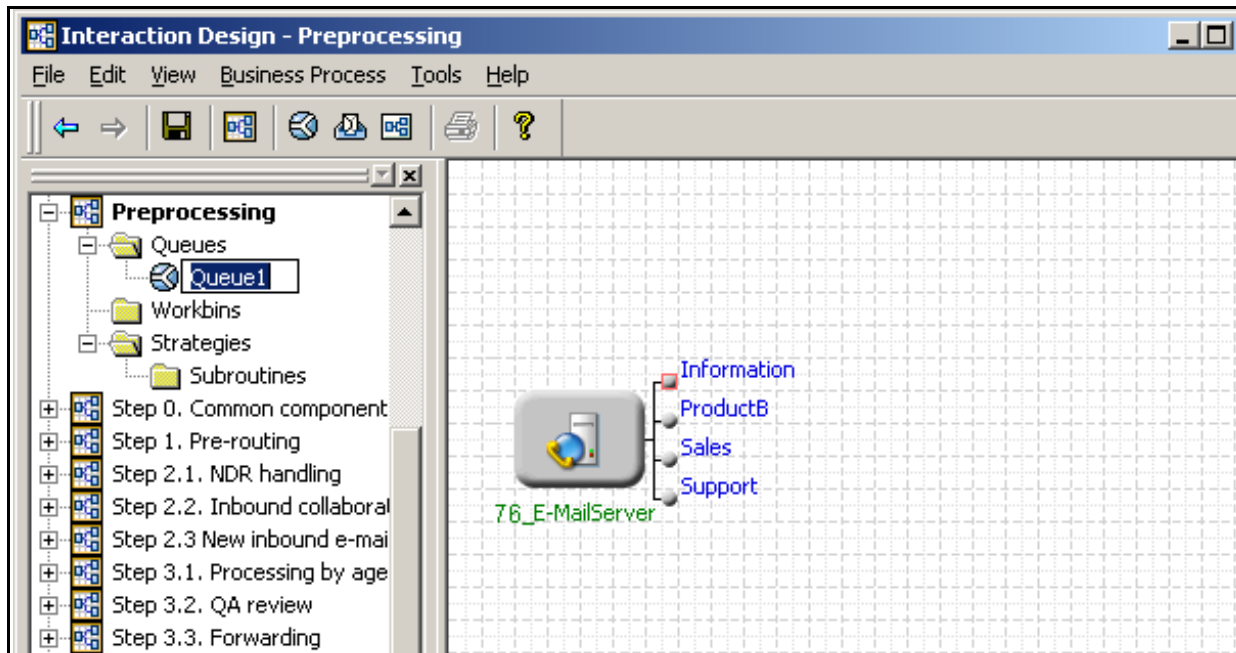 Interaction Design - Preprocessing
File Edit View Business Process Tools Help
Preprocessing
Queues
Queue1
Workbins
Strategies
Subroutines
Step 0. Common component
Step 1. Pre-routing
Step 2.1. NDR handling
Step 2.2. Inbound collaborat
Step 2.3 New inbound e-mai
Step 3.1. Processing by age
Step 3.2. QA review
Step 3.3. Forwarding
Information
ProductB
Sales
Support
76_E-MailServer